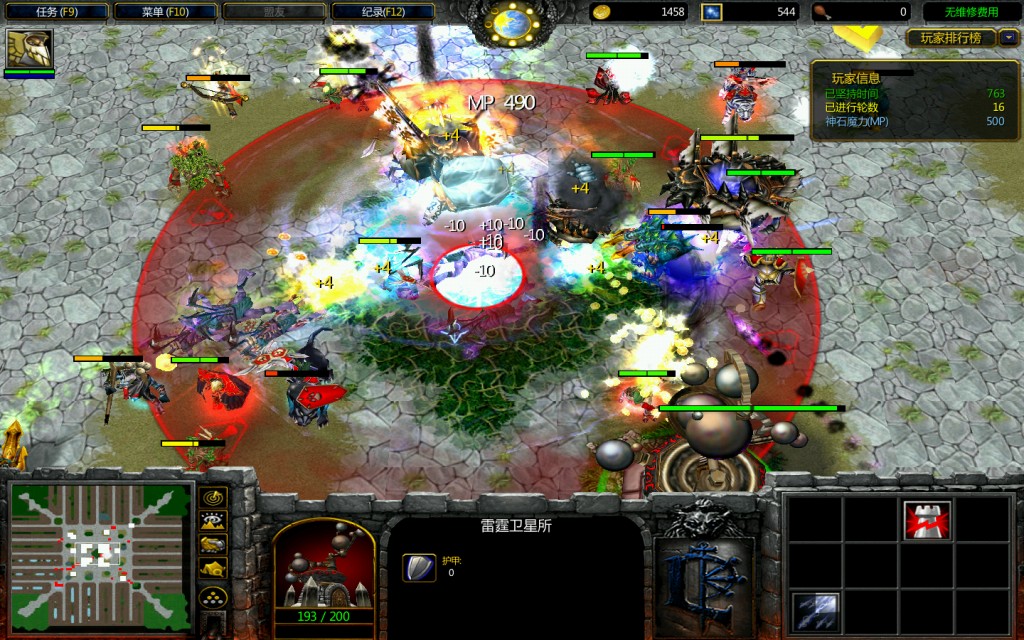 任务(F9)
菜单(F10)
盟友
纪录(F12)
1458
544
0
无维修费用
玩家排行榜
玩家信息
已坚持时间 763
已进行轮数 16
神石魔力(MP) 500
MP 490
+4
+4
+4
-10 +10 -10
+10 -10
+4
+4
+4
-10
+4
雷霆卫星所
护甲:
0
193 / 200